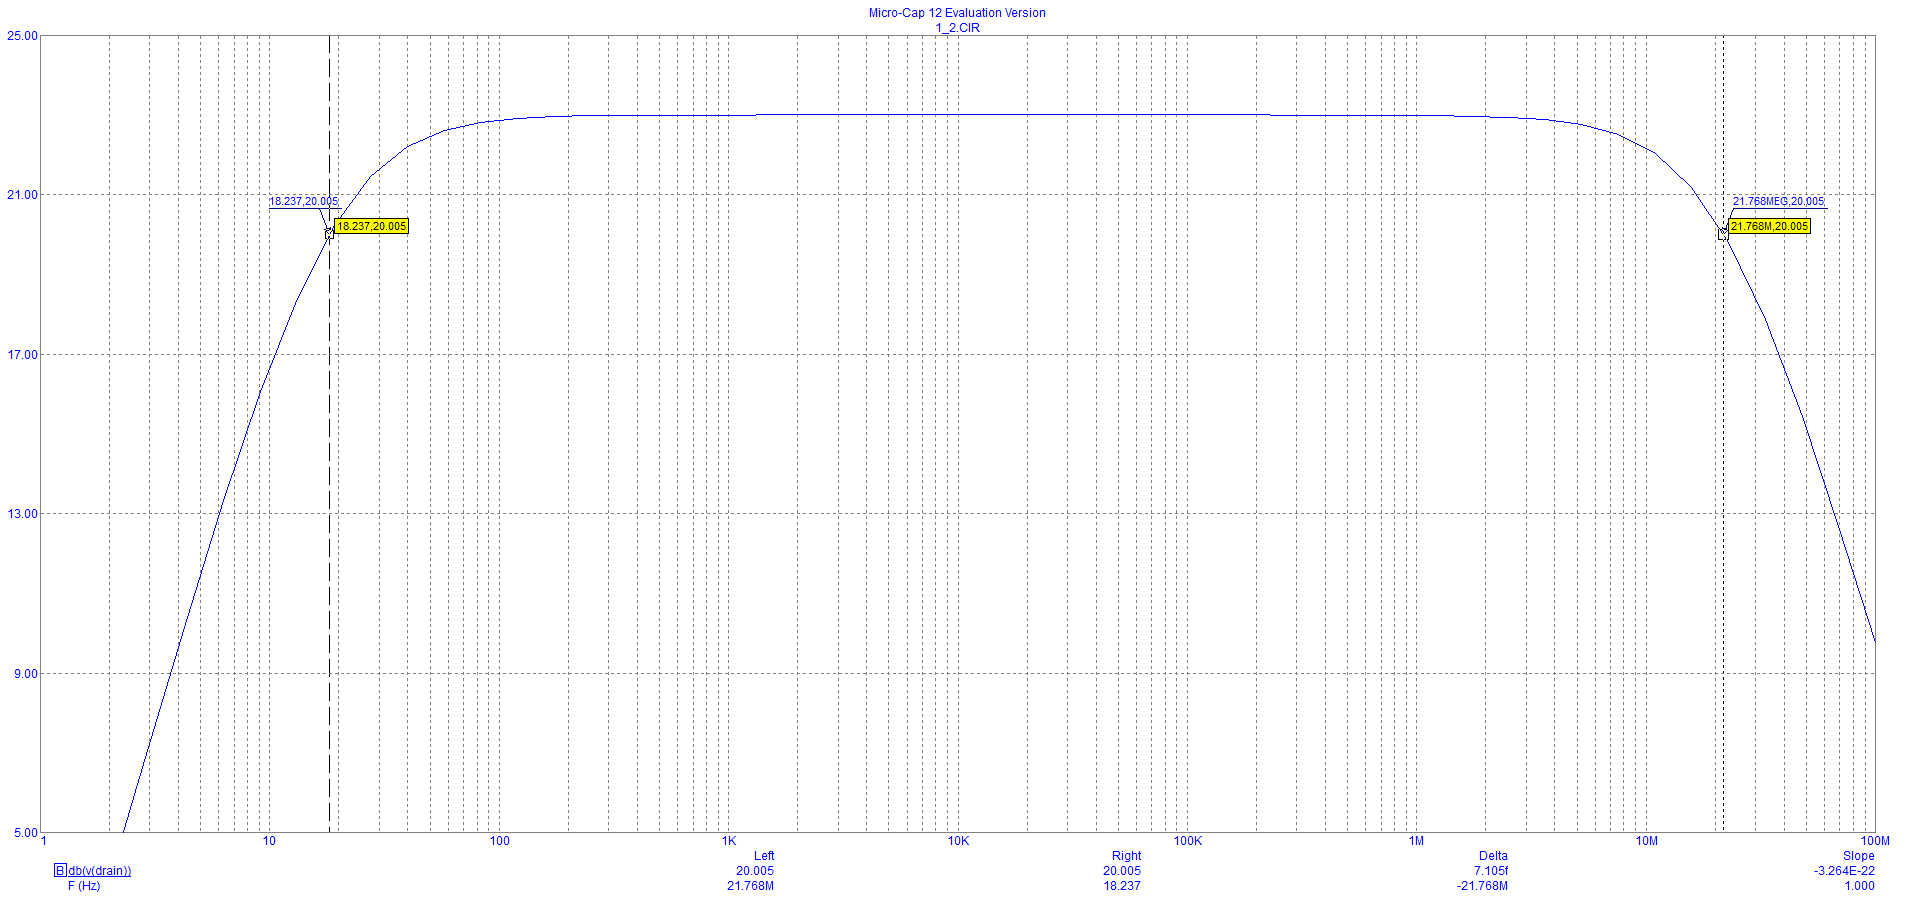 Micro-Cap 12 Evaluation Version
1_2.CIR
25.00
21.00
18.237,20.005
21.768MEG,20.005
18.237,20.005
21.768M,20.005
17.00
13.00
9.00
5.00
1 10 100 1K 10K 100K 1M 10M 100M
Left Right Delta Slope
B db(v(drain)) 20.005 20.005 7.105f -3.264E-22
F (Hz) 21.768M 18.237 -21.768M 1.000